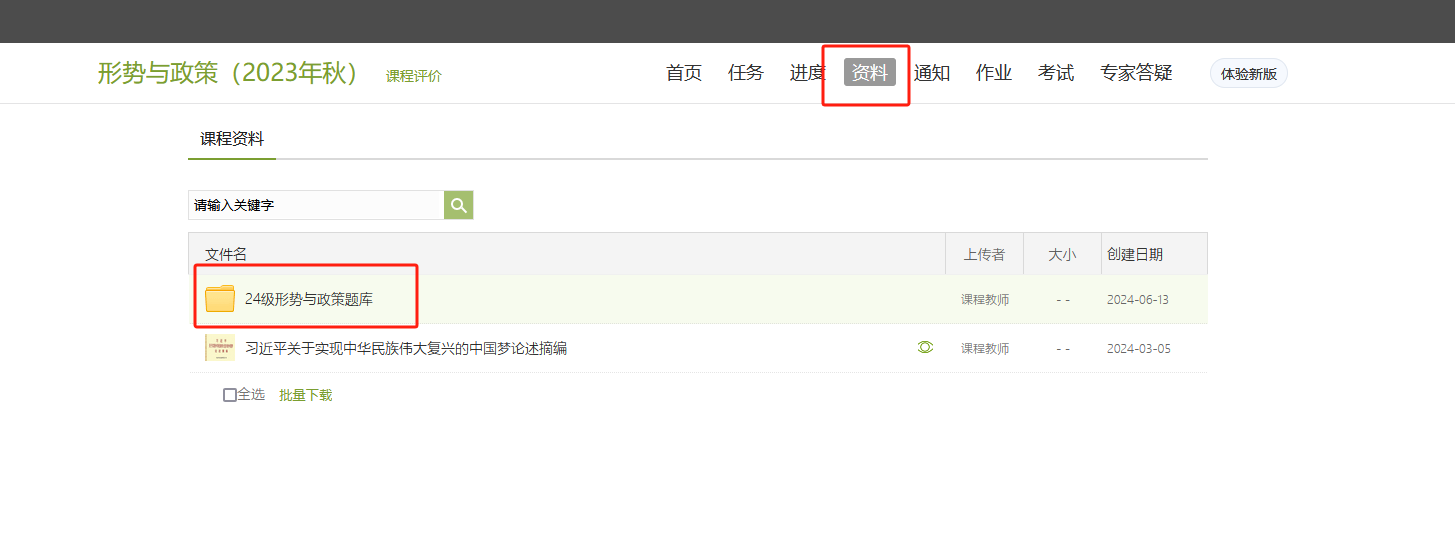 形势与政策（2023年秋） 课程评价 首页 任务 进度 资料 通知 作业 考试 专家答疑 体验新版
课程资料
请输入关键字
文件名 上传者 大小 创建日期
24级形势与政策题库 课程教师 - - 2024-06-13
习近平关于实现中华民族伟大复兴的中国梦论述摘编 课程教师 - - 2024-03-05
全选 批量下载